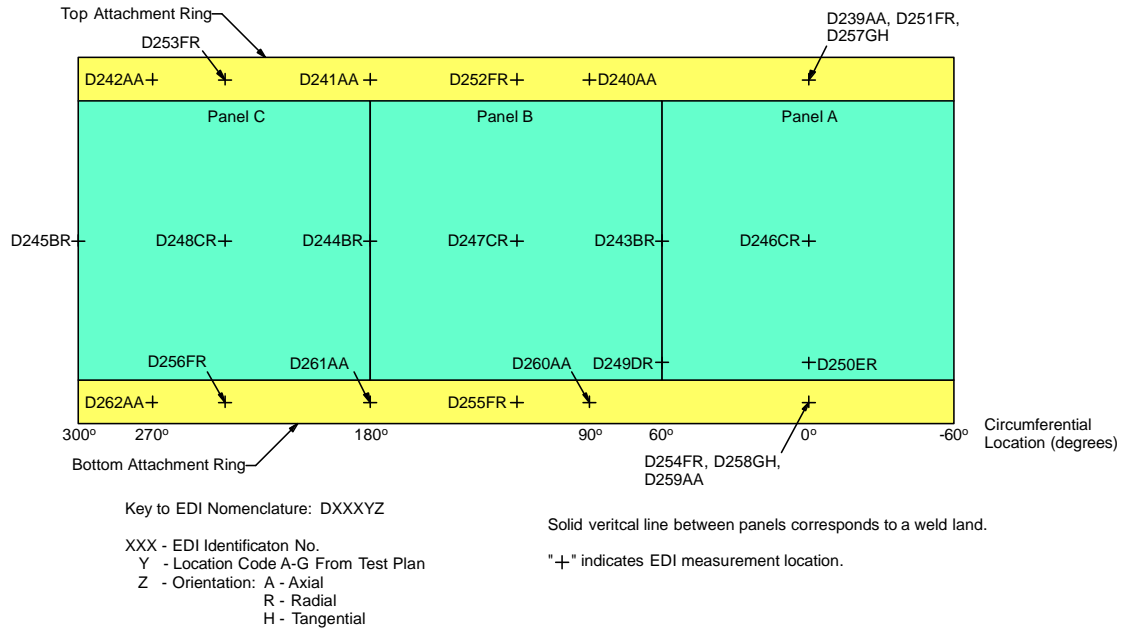 Top Attachment Ring
D239AA, D251FR,
D257GH
D253FR
D242AA
D241AA
D252FR
D240AA
Panel C
Panel B
Panel A
D245BR
D248CR
D244BR
D247CR
D243BR
D246CR
D256FR
D261AA
D260AA
D249DR
D250ER
D262AA
D255FR
300º
270º
180º
90º
60º
0º
-60º
Circumferential
Location (degrees)
Bottom Attachment Ring
D254FR, D258GH,
D259AA
Key to EDI Nomenclature: DXXXYZ
XXX - EDI Identificaton No.
Y - Location Code A-G From Test Plan
Z - Orientation: A - Axial
R - Radial
H - Tangential
Solid veritcal line between panels corresponds to a weld land.
"+" indicates EDI measurement location.